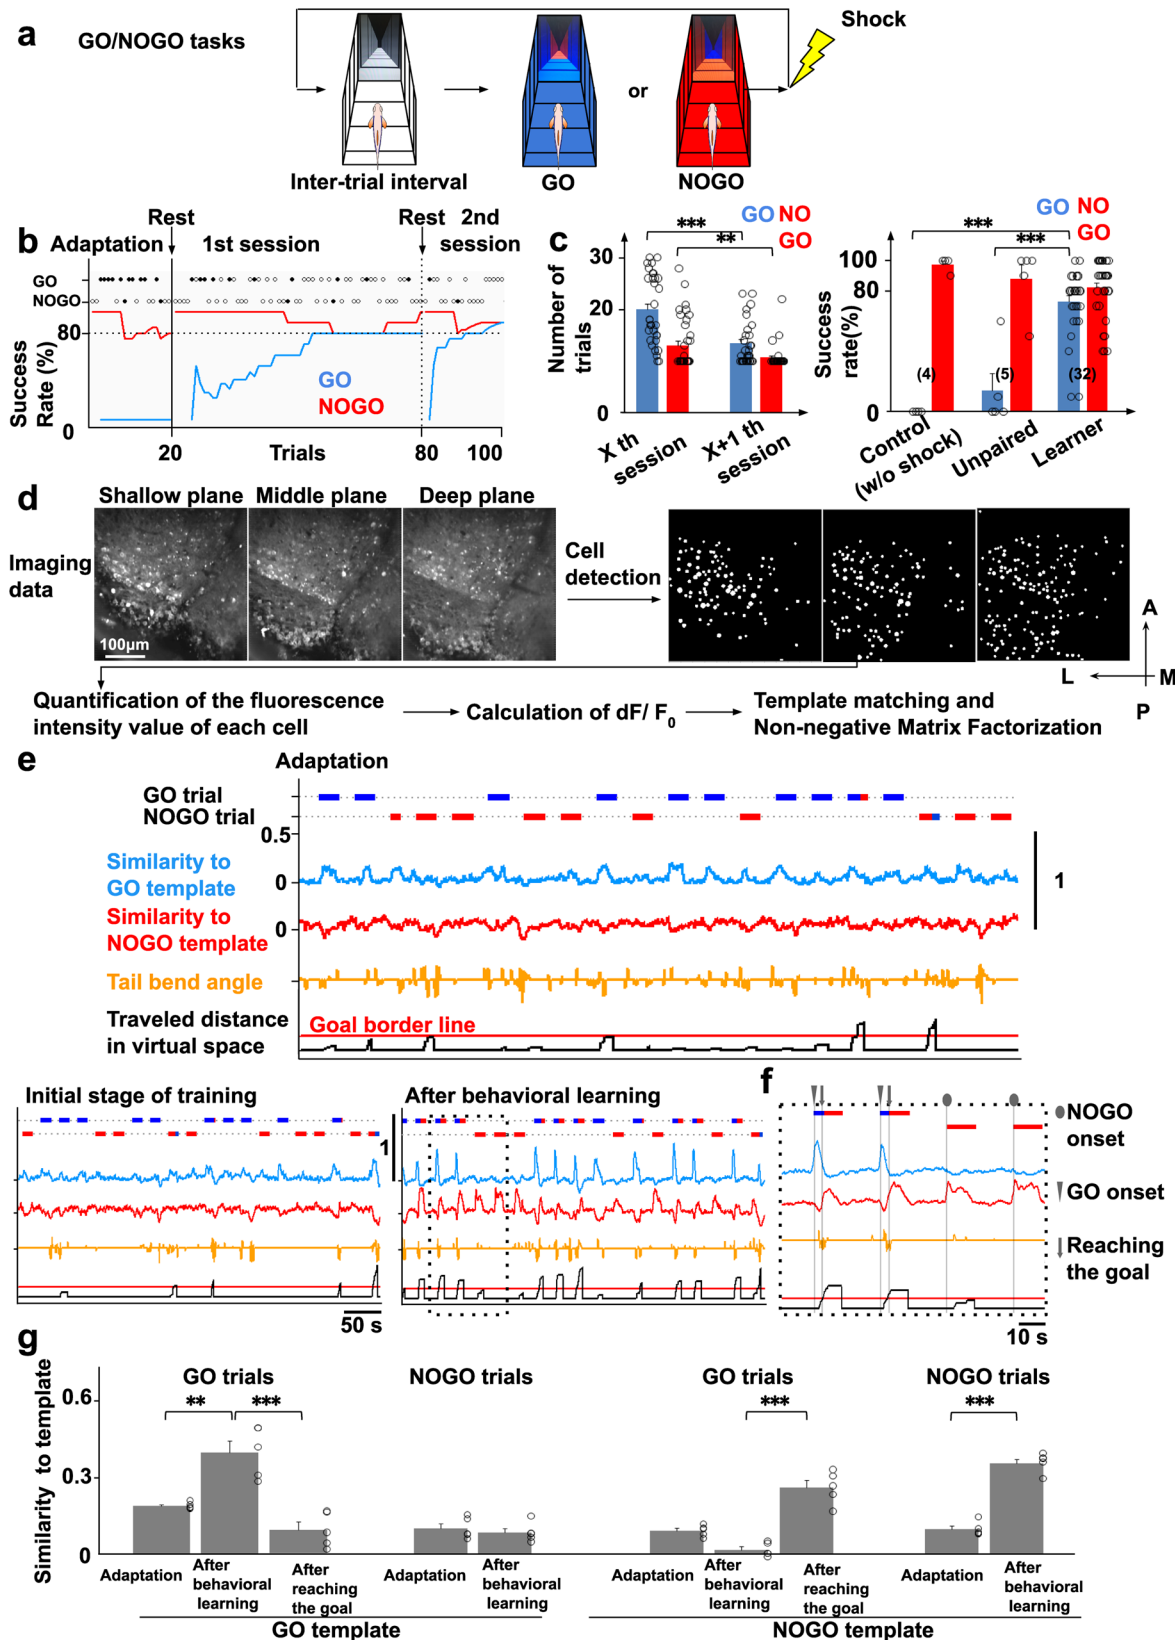 a
GO/NOGO tasks
Shock
or
Inter-trial interval
GO
NOGO
b
Rest
Rest
2nd
session
Adaptation
1st session
GO
NOGO
80
0
Success
Rate (%)
GO
NOGO
20
Trials
80
100
c
***
GO NO
GO
**
30
20
0
Number of
trials
X th
session
X+1 th
session
***
GO
NO
GO
***
100
80
0
Success
rate(%)
(4)
(5)
(32)
Control
(w/o shock)
Unpaired
Learner
d
Shallow plane
Middle plane
Deep plane
Imaging
data
100μm
Cell
detection
A
L
M
P
Quantification of the fluorescence
intensity value of each cell
Calculation of dF/ F0
Template matching and
Non-negative Matrix Factorization
e
Adaptation
GO trial
NOGO trial
0.5
Similarity to
GO template
0
1
Similarity to
NOGO template
0
Tail bend angle
Traveled distance
in virtual space
Goal border line
Initial stage of training
1
50 s
After behavioral learning
f
NOGO
onset
GO onset
Reaching
the goal
10 s
g
Similarity to template
0.6
0.3
0
GO trials
**
***
NOGO trials
GO trials
***
NOGO trials
***
Adaptation
After
behavioral
learning
After
reaching
the goal
Adaptation
After
behavioral
learning
Adaptation
After
behavioral
learning
After
reaching
the goal
Adaptation
After
behavioral
learning
GO template
NOGO template